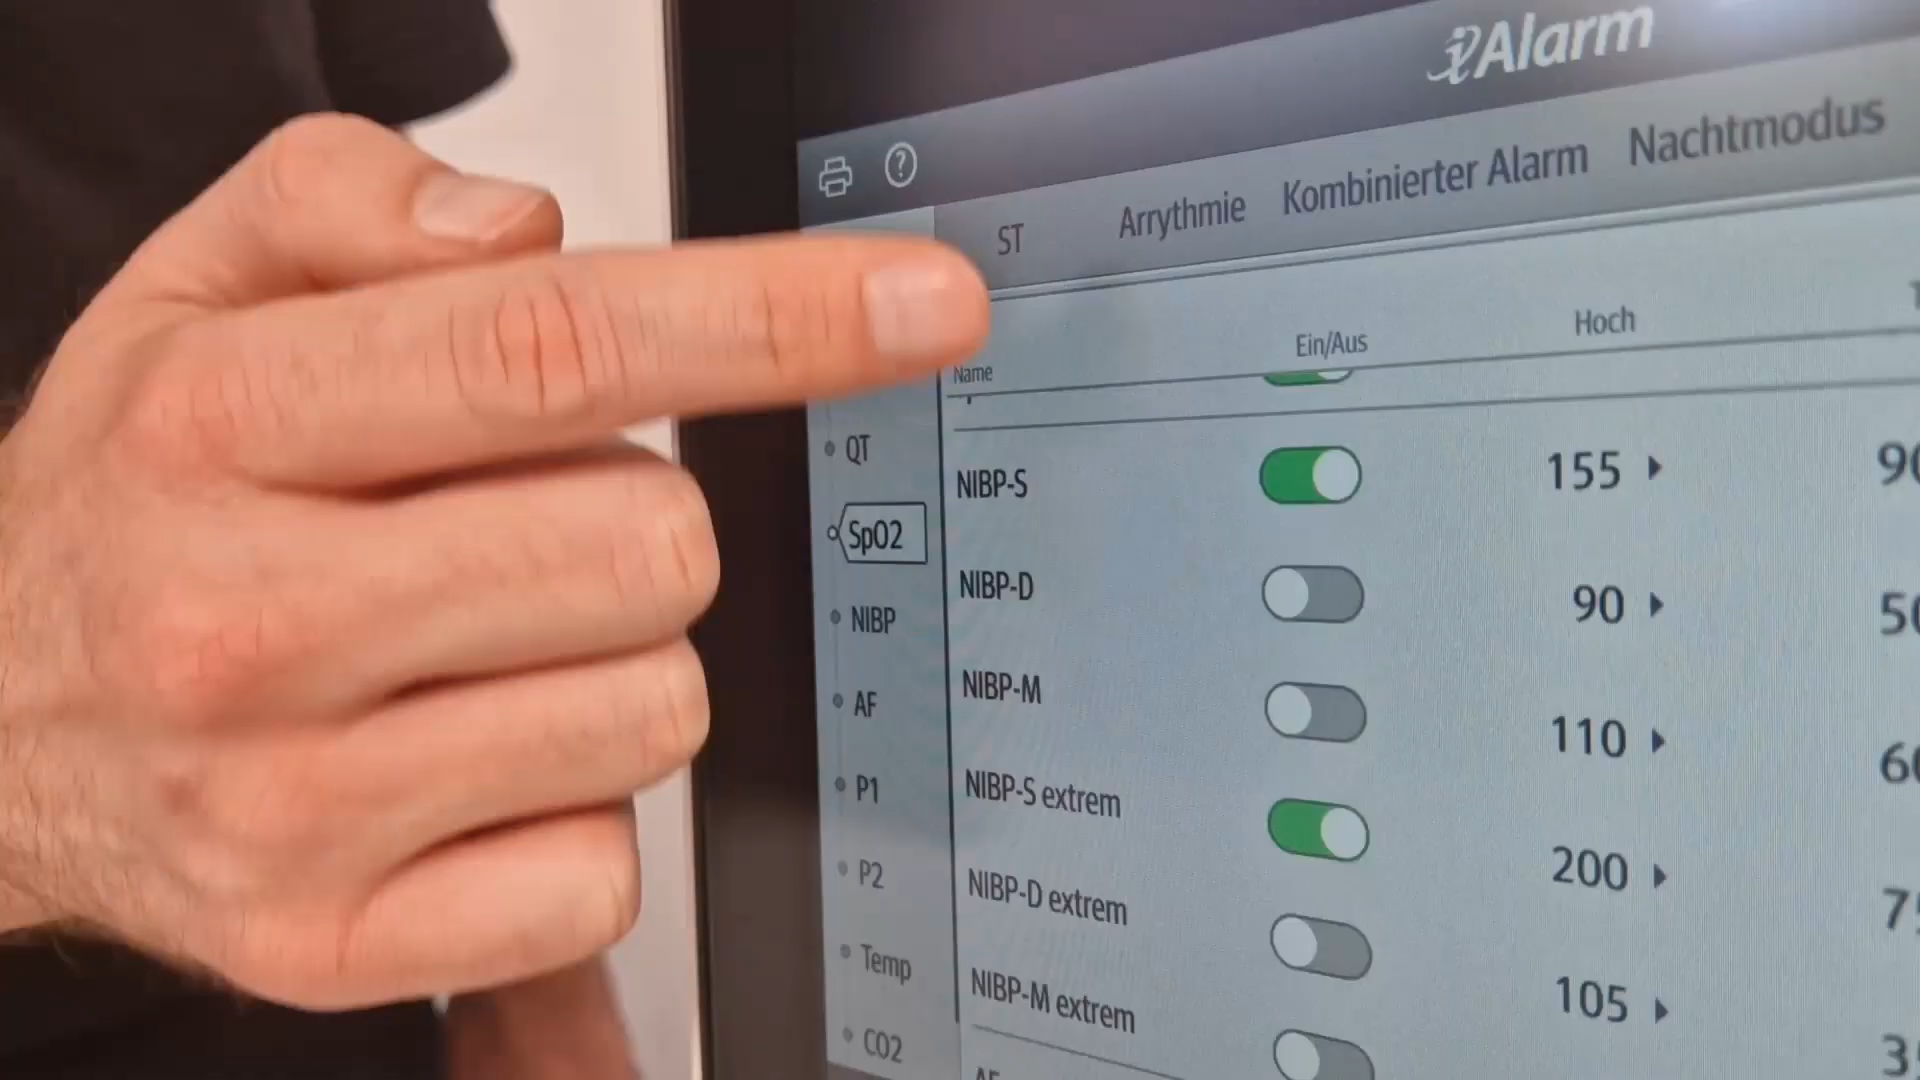 iAlarm
ST Arrythmie Kombinierter Alarm Nachtmodus
Name Ein/Aus Hoch
QT
SpO2
NIBP
AF
P1
P2
Temp
CO2
NIBP-S 155
NIBP-D 90
NIBP-M 110
NIBP-S extrem 200
NIBP-D extrem 105
NIBP-M extrem